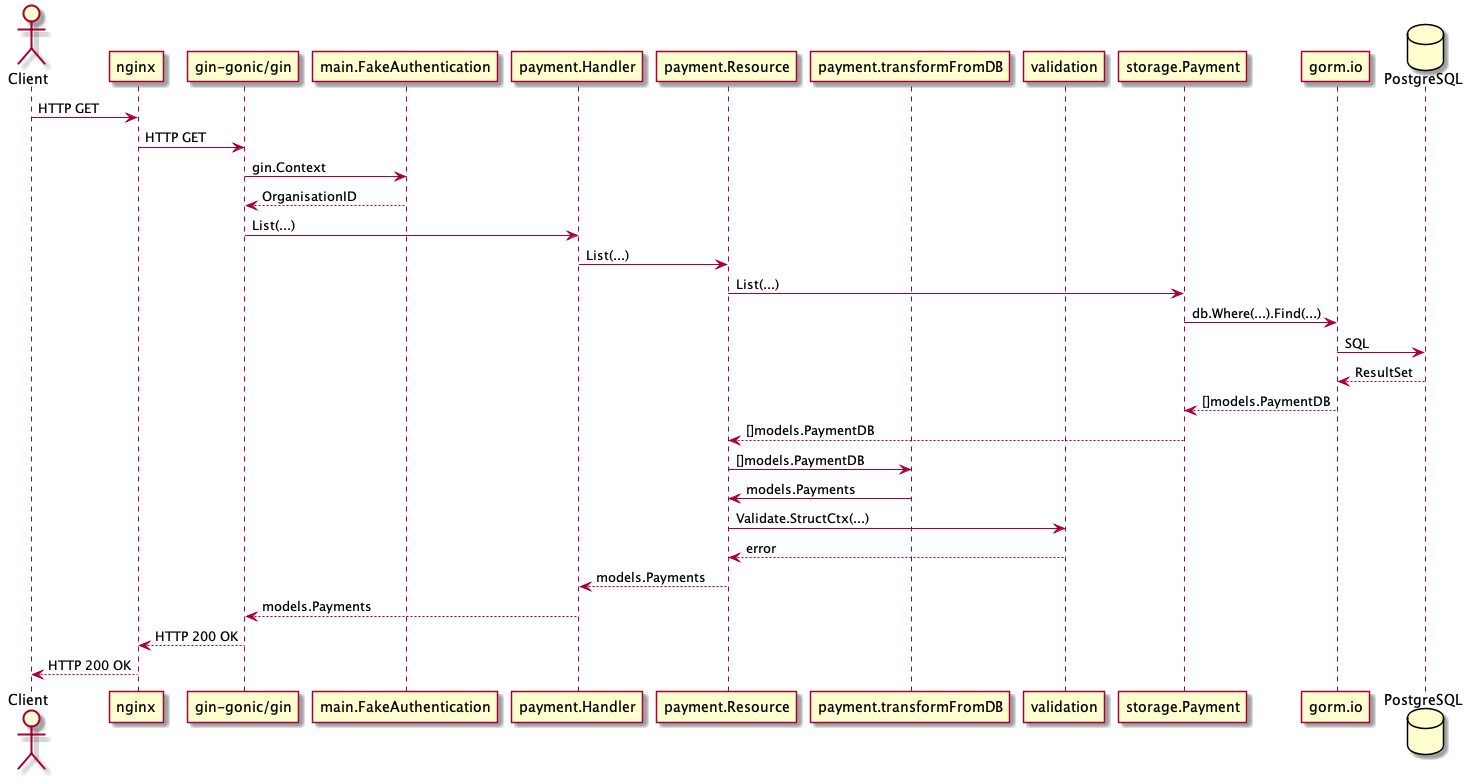 Client
nginx
gin-gonic/gin
main.FakeAuthentication
payment.Handler
payment.Resource
payment.transformFromDB
validation
storage.Payment
gorm.io
PostgreSQL
HTTP GET
HTTP GET
gin.Context
OrganisationID
List(...)
List(...)
List(...)
db.Where(...).Find(...)
SQL
ResultSet
[]models.PaymentDB
[]models.PaymentDB
[]models.PaymentDB
models.Payments
Validate.StructCtx(...)
error
models.Payments
models.Payments
HTTP 200 OK
HTTP 200 OK
Client
nginx
gin-gonic/gin
main.FakeAuthentication
payment.Handler
payment.Resource
payment.transformFromDB
validation
storage.Payment
gorm.io
PostgreSQL